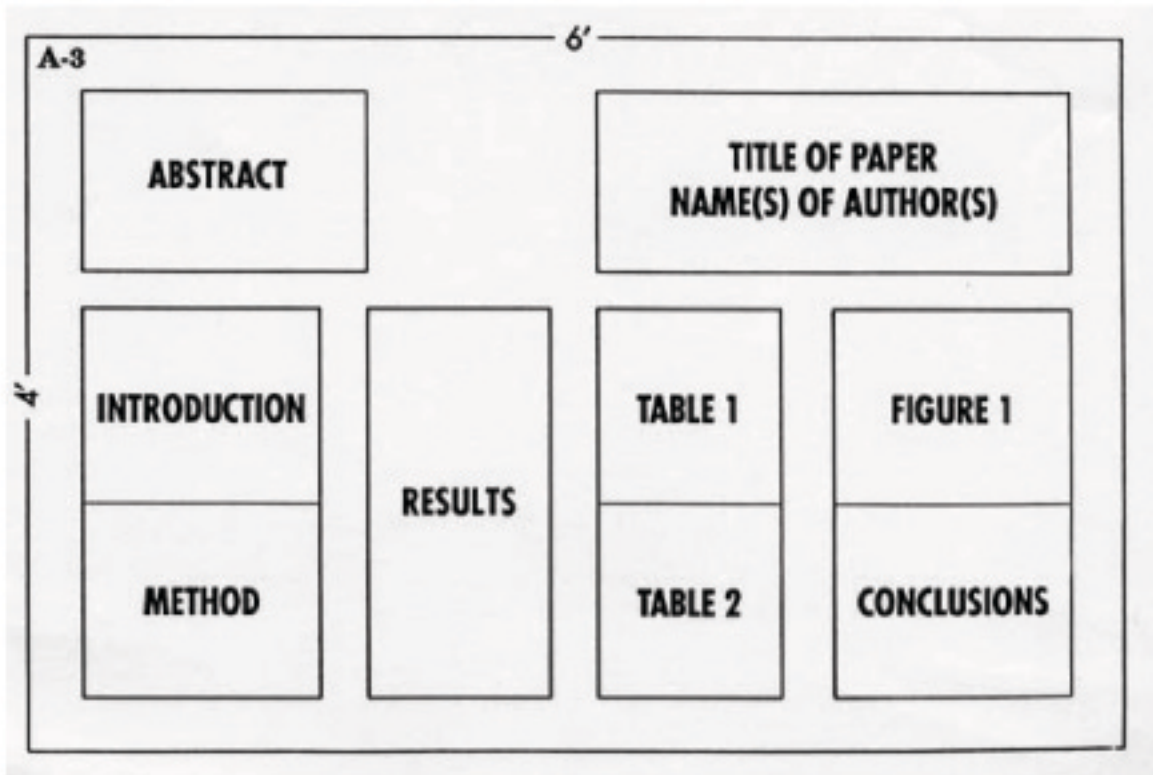 6'
A-3
ABSTRACT
TITLE OF PAPER
NAME(S) OF AUTHOR(S)
4'
INTRODUCTION
METHOD
RESULTS
TABLE 1
TABLE 2
FIGURE 1
CONCLUSIONS